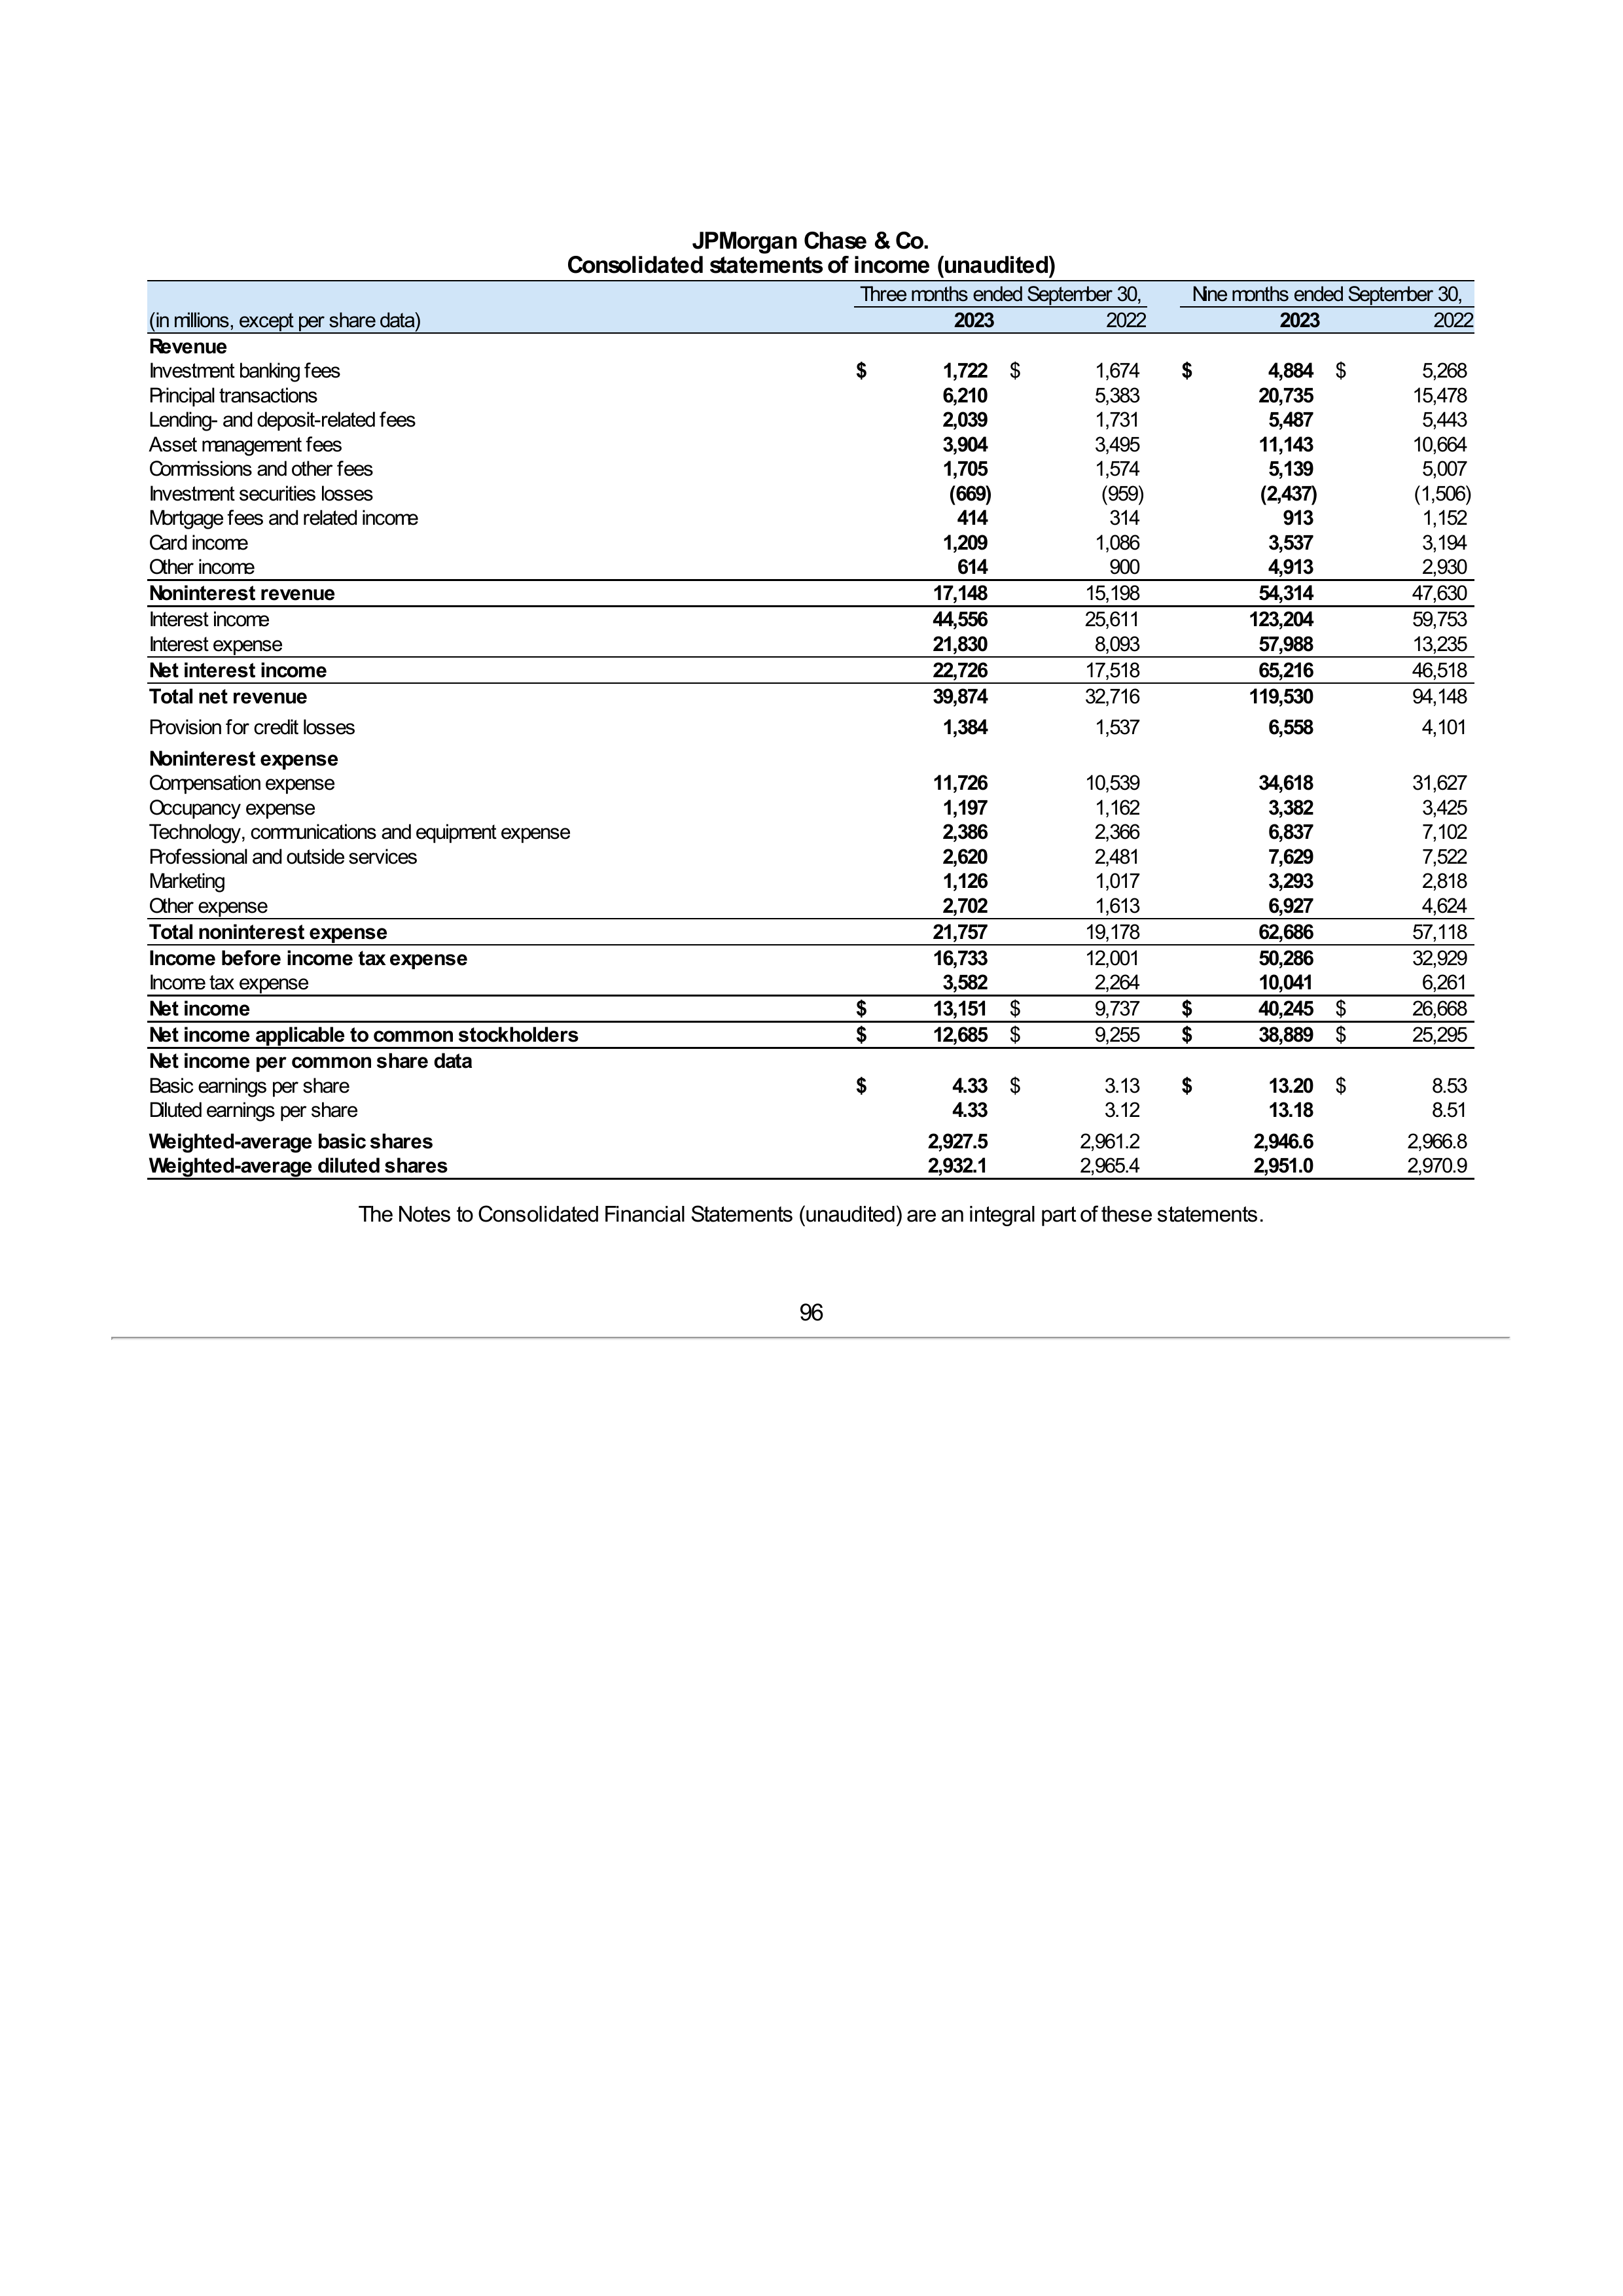 JPMorgan Chase & Co.
Consolidated statements of income (unaudited)
Three months ended September 30, Nine months ended September 30,
(in millions, except per share data) 2023 2022 2023 2022
Revenue
Investment banking fees $ 1,722 $ 1,674 $ 4,884 $ 5,268
Principal transactions 6,210 5,383 20,735 15,478
Lending- and deposit-related fees 2,039 1,731 5,487 5,443
Asset management fees 3,904 3,495 11,143 10,664
Commissions and other fees 1,705 1,574 5,139 5,007
Investment securities losses (669) (959) (2,437) (1,506)
Mortgage fees and related income 414 314 913 1,152
Card income 1,209 1,086 3,537 3,194
Other income 614 900 4,913 2,930
Noninterest revenue 17,148 15,198 54,314 47,630
Interest income 44,556 25,611 123,204 59,753
Interest expense 21,830 8,093 57,988 13,235
Net interest income 22,726 17,518 65,216 46,518
Total net revenue 39,874 32,716 119,530 94,148
Provision for credit losses 1,384 1,537 6,558 4,101
Noninterest expense
Compensation expense 11,726 10,539 34,618 31,627
Occupancy expense 1,197 1,162 3,382 3,425
Technology, communications and equipment expense 2,386 2,366 6,837 7,102
Professional and outside services 2,620 2,481 7,629 7,522
Marketing 1,126 1,017 3,293 2,818
Other expense 2,702 1,613 6,927 4,624
Total noninterest expense 21,757 19,178 62,686 57,118
Income before income tax expense 16,733 12,001 50,286 32,929
Income tax expense 3,582 2,264 10,041 6,261
Net income $ 13,151 $ 9,737 $ 40,245 $ 26,668
Net income applicable to common stockholders $ 12,685 $ 9,255 $ 38,889 $ 25,295
Net income per common share data
Basic earnings per share $ 4.33 $ 3.13 $ 13.20 $ 8.53
Diluted earnings per share 4.33 3.12 13.18 8.51
Weighted-average basic shares 2,927.5 2,961.2 2,946.6 2,966.8
Weighted-average diluted shares 2,932.1 2,965.4 2,951.0 2,970.9
The Notes to Consolidated Financial Statements (unaudited) are an integral part of these statements.
96